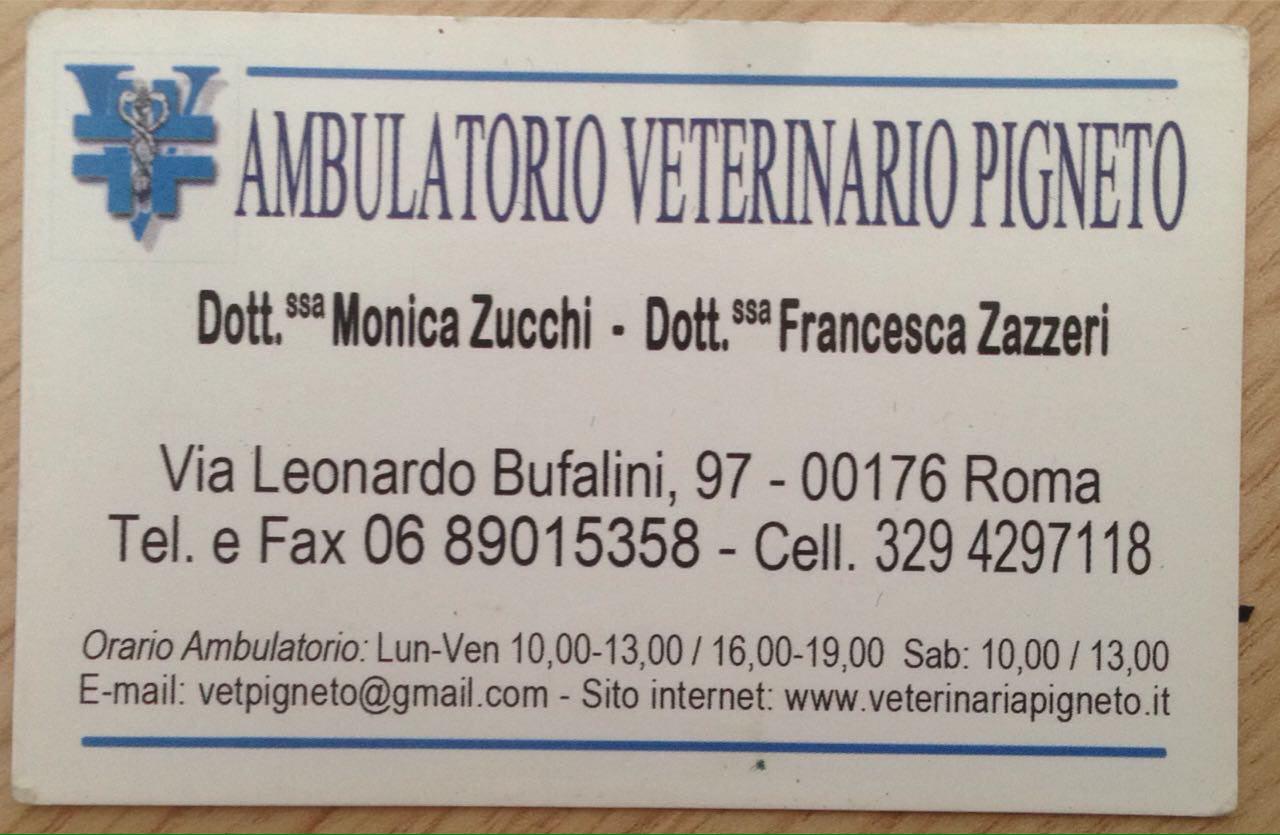 AMBULATORIO VETERINARIO PIGNETO
Dott.ssa Monica Zucchi - Dott.ssa Francesca Zazzeri
Via Leonardo Bufalini, 97 - 00176 Roma
Tel. e Fax 06 89015358 - Cell. 329 4297118
Orario Ambulatorio: Lun-Ven 10,00-13,00 / 16,00-19,00 Sab: 10,00 / 13,00
E-mail: vetpigneto@gmail.com - Sito internet: www.veterinariapigneto.it